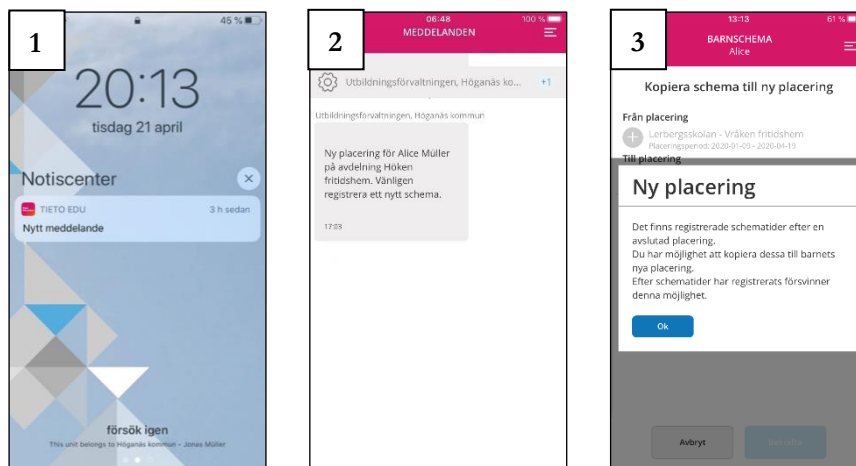 1
45 %
20:13
tisdag 21 april
Notiscenter
TIETO EDU
3 h sedan
Nytt meddelande
försök igen
This unit belongs to Höganäs kommun - Jonas Müller
2
06:48
100 %
MEDDELANDEN
Utbildningsförvaltningen, Höganäs ko...
+1
Utbildningsförvaltningen, Höganäs kommun
Ny placering för Alice Müller
på avdelning Höken
fritidshem. Vänligen
registrera ett nytt schema.
17:03
3
13:13
61 %
BARNSCHEMA
Alice
Kopiera schema till ny placering
Från placering
Lerbergsskolan - Vråken fritidshem
Placeringsperiod: 2020-01-09 - 2020-04-19
Till placering
Ny placering
Det finns registrerade schematider efter en
avslutad placering.
Du har möjlighet att kopiera dessa till barnets
nya placering.
Efter schematider har registrerats försvinner
denna möjlighet.
Ok
Avbryt
Bekräfta